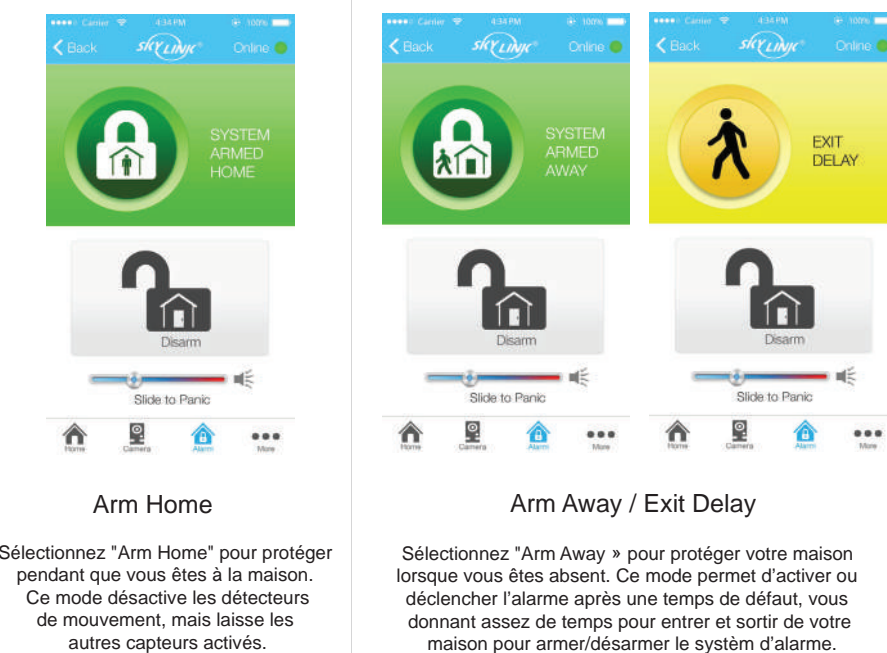 Carrier 4:34 PM 100%
Back SKYLINK® Online
SYSTEM
ARMED
HOME
Disarm
Slide to Panic
Home Camera Alarm More
Arm Home
Sélectionnez "Arm Home" pour protéger
pendant que vous êtes à la maison.
Ce mode désactive les détecteurs
de mouvement, mais laisse les
autres capteurs activés.
Carrier 4:34 PM 100%
Back SKYLINK® Online
SYSTEM
ARMED
AWAY
Disarm
Slide to Panic
Home Camera Alarm More
Carrier 4:34 PM 100%
Back SKYLINK® Online
EXIT
DELAY
Disarm
Slide to Panic
Home Camera Alarm More
Arm Away / Exit Delay
Sélectionnez "Arm Away » pour protéger votre maison
lorsque vous êtes absent. Ce mode permet d’activer ou
déclencher l’alarme après une temps de défaut, vous
donnant assez de temps pour entrer et sortir de votre
maison pour armer/désarmer le systèm d’alarme.